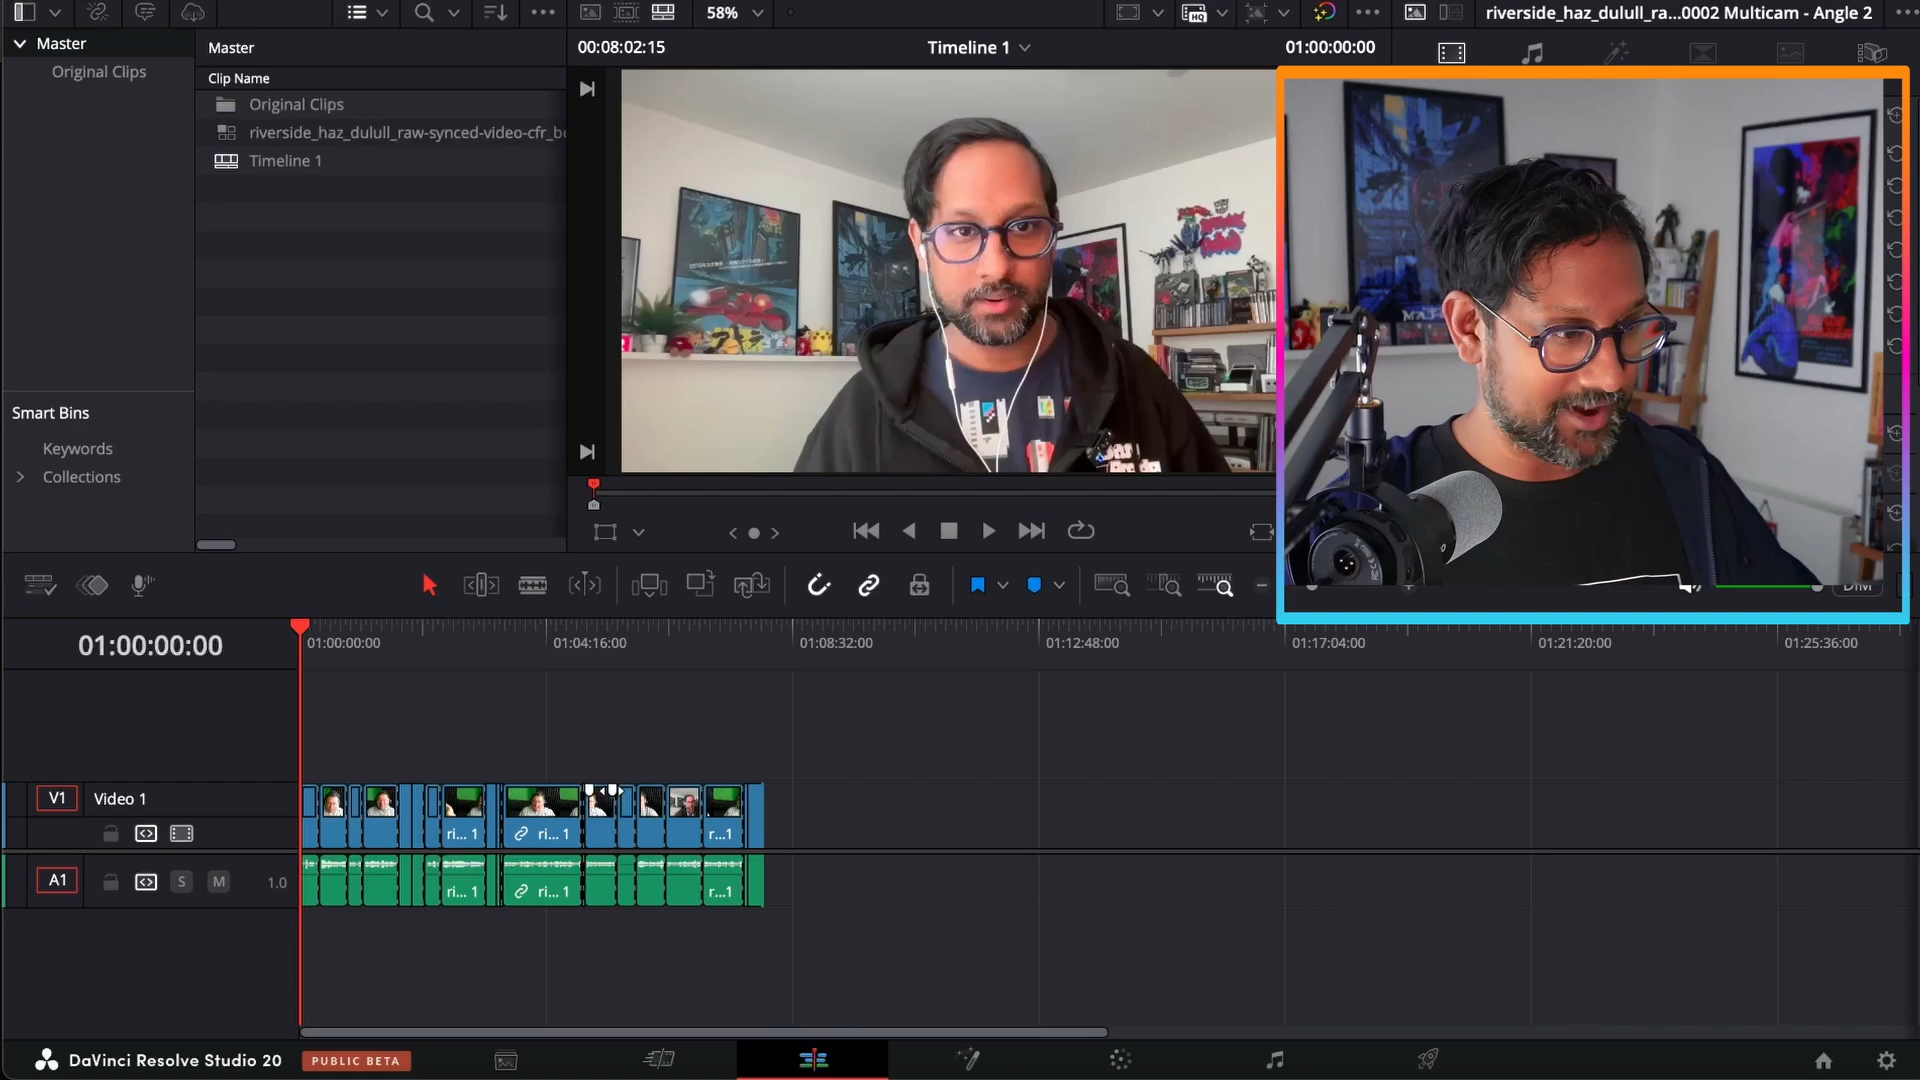 58%
riverside_haz_dulull_ra...0002 Multicam - Angle 2
Master
Original Clips
Master
Clip Name
Original Clips
riverside_haz_dulull_raw-synced-video-cfr_be
Timeline 1
00:08:02:15
Timeline 1
01:00:00:00
Smart Bins
Keywords
Collections
DIM
01:00:00:00
01:00:00:00
01:04:16:00
01:08:32:00
01:12:48:00
01:17:04:00
01:21:20:00
01:25:36:00
V1
Video 1
ri... 1
ri... 1
r...1
A1
S
M
1.0
ri... 1
ri... 1
r...1
DaVinci Resolve Studio 20
PUBLIC BETA